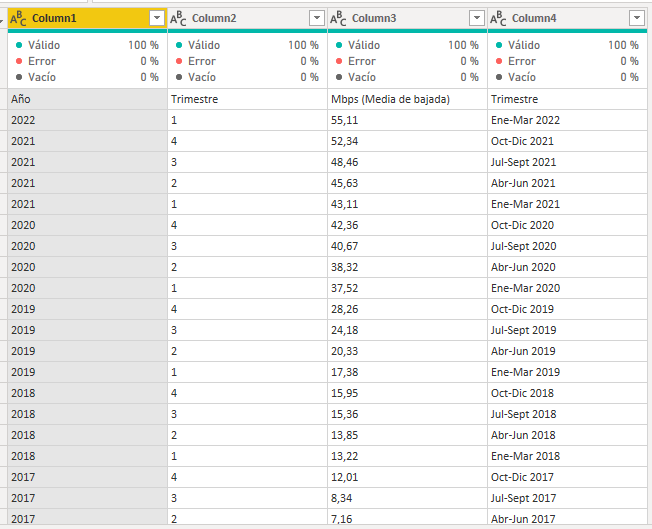 ABC Column1 ABC Column2 ABC Column3 ABC Column4
Válido 100 % Válido 100 % Válido 100 % Válido 100 %
Error 0 % Error 0 % Error 0 % Error 0 %
Vacío 0 % Vacío 0 % Vacío 0 % Vacío 0 %
Año Trimestre Mbps (Media de bajada) Trimestre
2022 1 55,11 Ene-Mar 2022
2021 4 52,34 Oct-Dic 2021
2021 3 48,46 Jul-Sept 2021
2021 2 45,63 Abr-Jun 2021
2021 1 43,11 Ene-Mar 2021
2020 4 42,36 Oct-Dic 2020
2020 3 40,67 Jul-Sept 2020
2020 2 38,32 Abr-Jun 2020
2020 1 37,52 Ene-Mar 2020
2019 4 28,26 Oct-Dic 2019
2019 3 24,18 Jul-Sept 2019
2019 2 20,33 Abr-Jun 2019
2019 1 17,38 Ene-Mar 2019
2018 4 15,95 Oct-Dic 2018
2018 3 15,36 Jul-Sept 2018
2018 2 13,85 Abr-Jun 2018
2018 1 13,22 Ene-Mar 2018
2017 4 12,01 Oct-Dic 2017
2017 3 8,34 Jul-Sept 2017
2017 2 7,16 Abr-Jun 2017